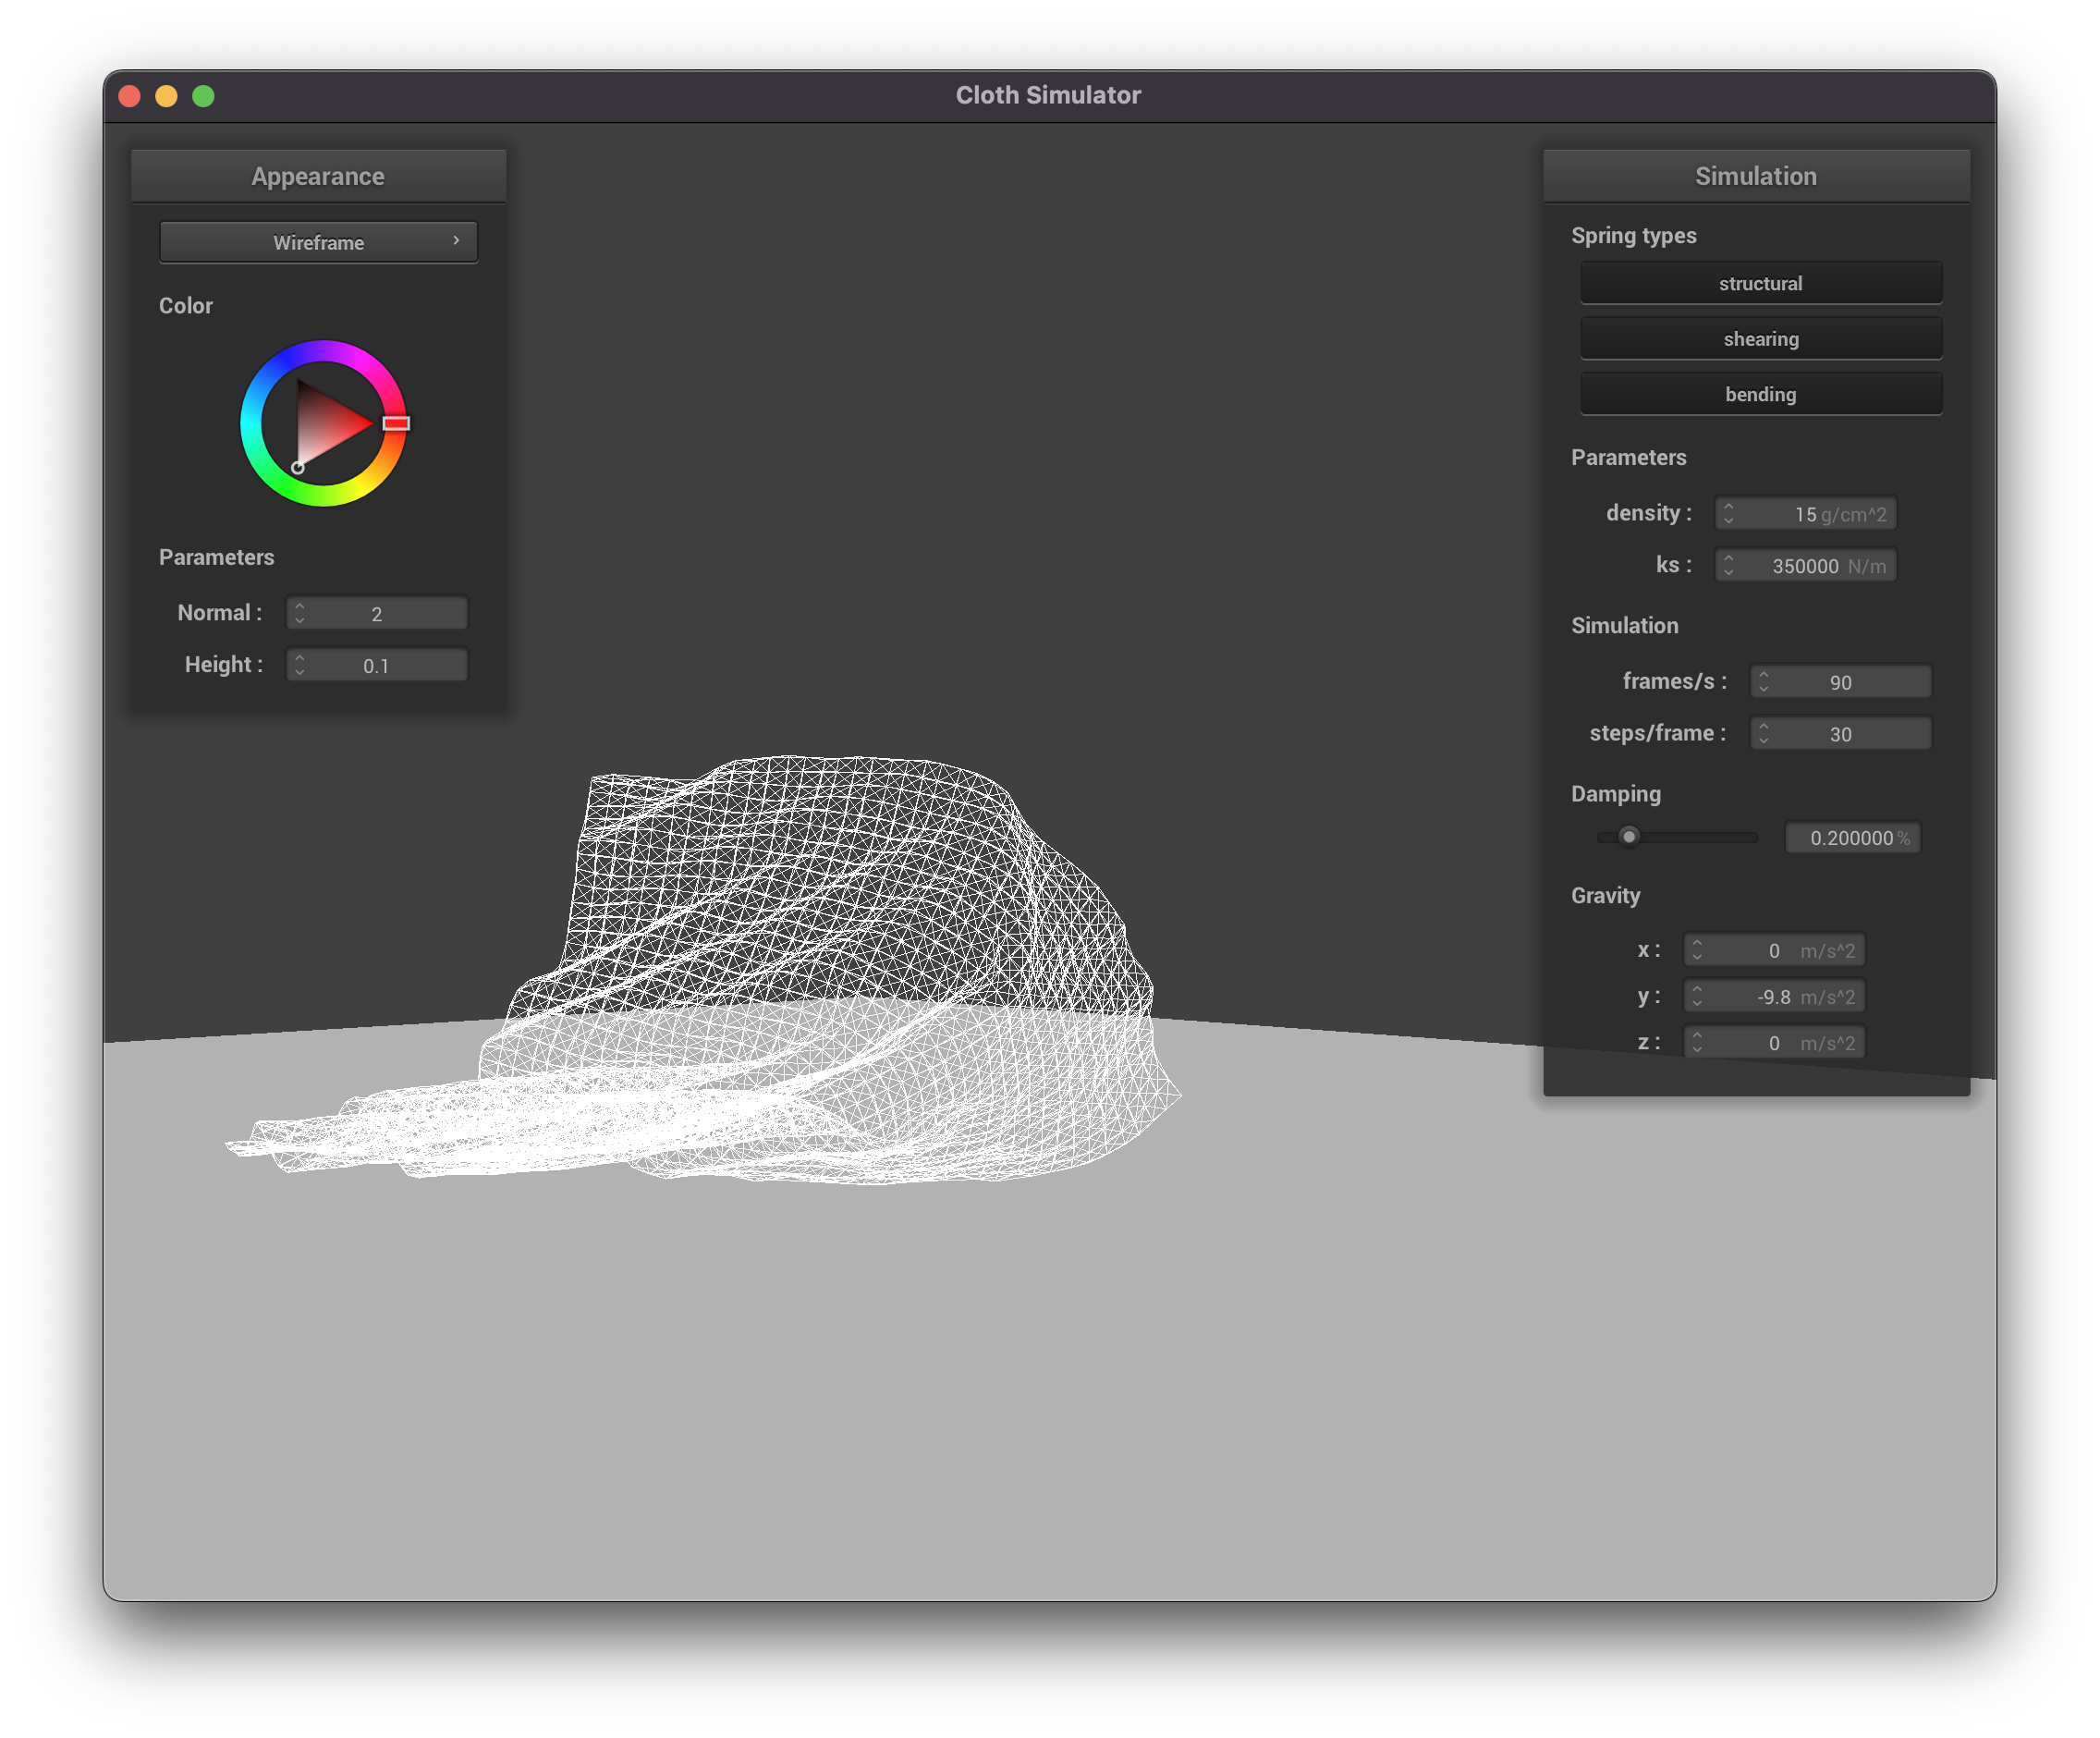 Cloth Simulator
Appearance
Wireframe
Color
Parameters
Normal : 2
Height : 0.1
Simulation
Spring types
structural
shearing
bending
Parameters
density : 15 g/cm^2
ks : 350000 N/m
Simulation
frames/s : 90
steps/frame : 30
Damping
0.200000 %
Gravity
x : 0 m/s^2
y : -9.8 m/s^2
z : 0 m/s^2